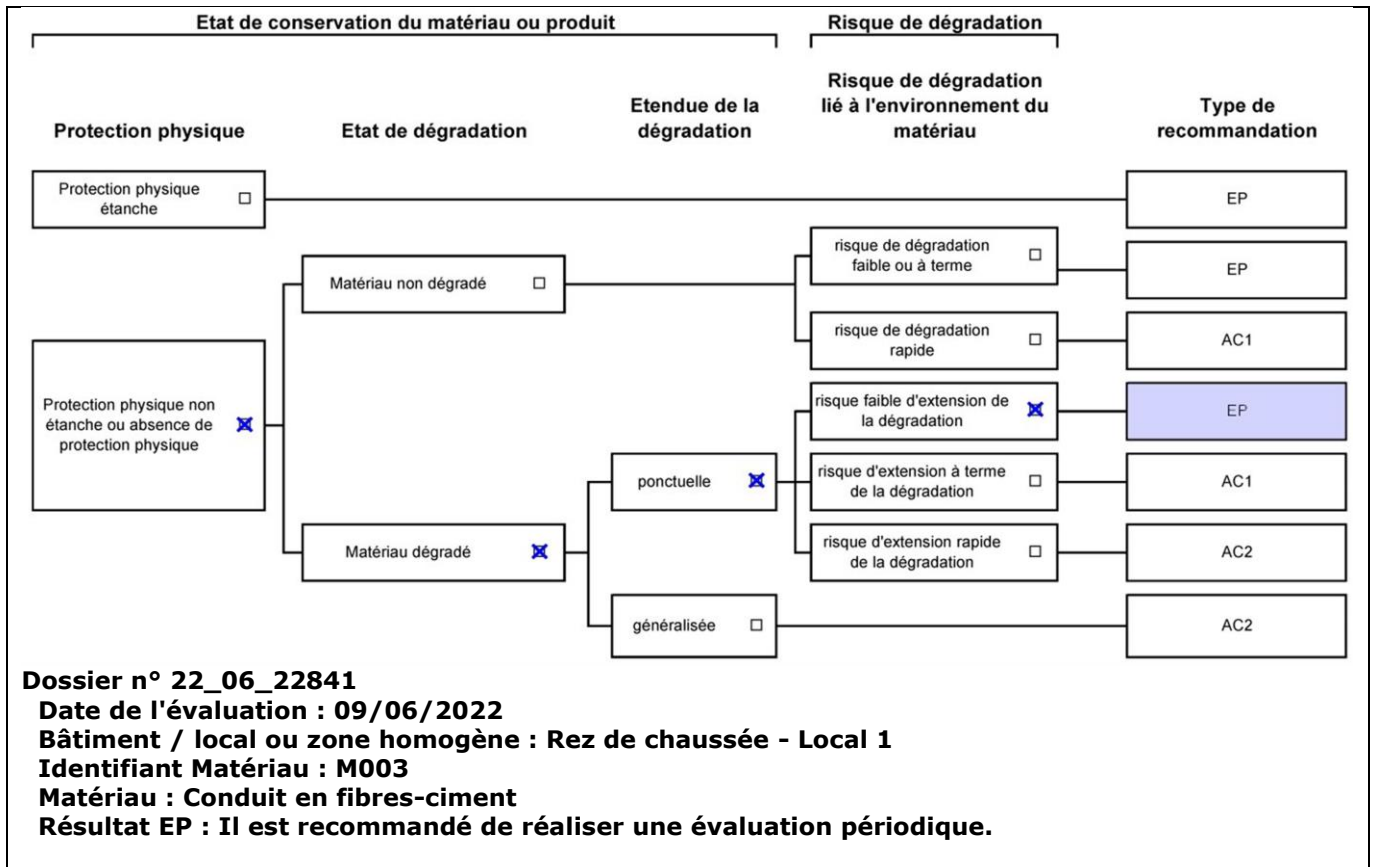 Etat de conservation du matériau ou produit
Risque de dégradation
Protection physique
Etat de dégradation
Etendue de la
dégradation
Risque de dégradation
lié à l'environnement du
matériau
Type de
recommandation
Protection physique
étanche
EP
risque de dégradation
faible ou à terme
EP
Matériau non dégradé
risque de dégradation
rapide
AC1
Protection physique non
étanche ou absence de
protection physique
risque faible d'extension de
la dégradation
EP
ponctuelle
risque d'extension à terme
de la dégradation
AC1
Matériau dégradé
risque d'extension rapide
de la dégradation
AC2
généralisée
AC2
Dossier n° 22_06_22841
Date de l'évaluation : 09/06/2022
Bâtiment / local ou zone homogène : Rez de chaussée - Local 1
Identifiant Matériau : M003
Matériau : Conduit en fibres-ciment
Résultat EP : Il est recommandé de réaliser une évaluation périodique.